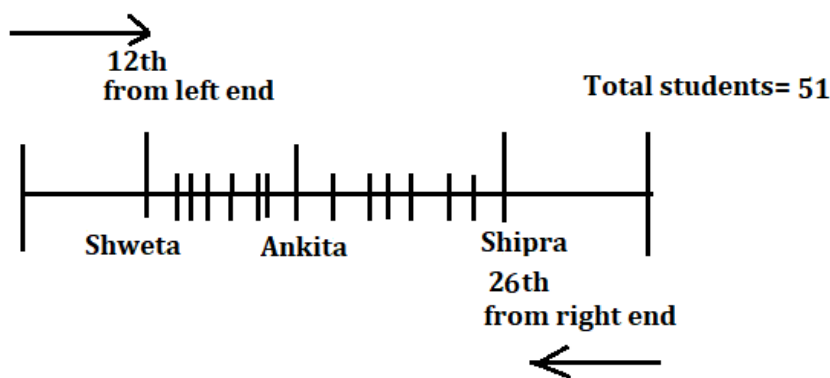 12th
from left end
Total students= 51
Shweta
Ankita
Shipra
26th
from right end